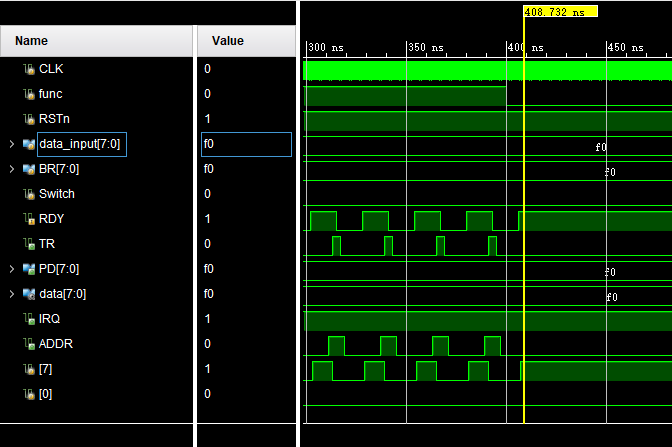 408.732 ns
Name Value
300 ns 350 ns 400 ns 450 ns
CLK 0
func 0
RSTn 1
data_input[7:0] f0 f0
BR[7:0] f0 f0
Switch 0
RDY 1
TR 0
PD[7:0] f0 f0
data[7:0] f0 f0
IRQ 1
ADDR 0
[7] 1
[0] 0